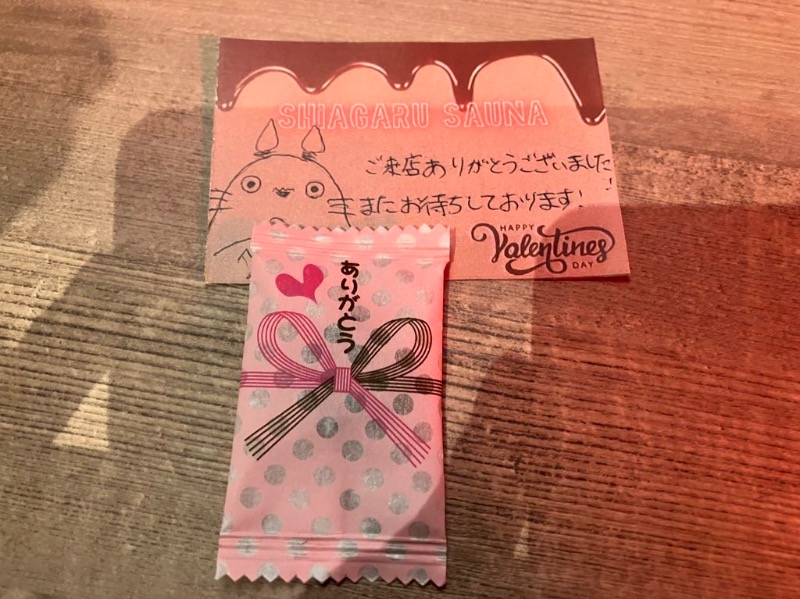 SHIAGARU SAUNA
ご来店ありがとうございました!
またお待ちしております!
HAPPY
Valentines
DAY
ありがとう